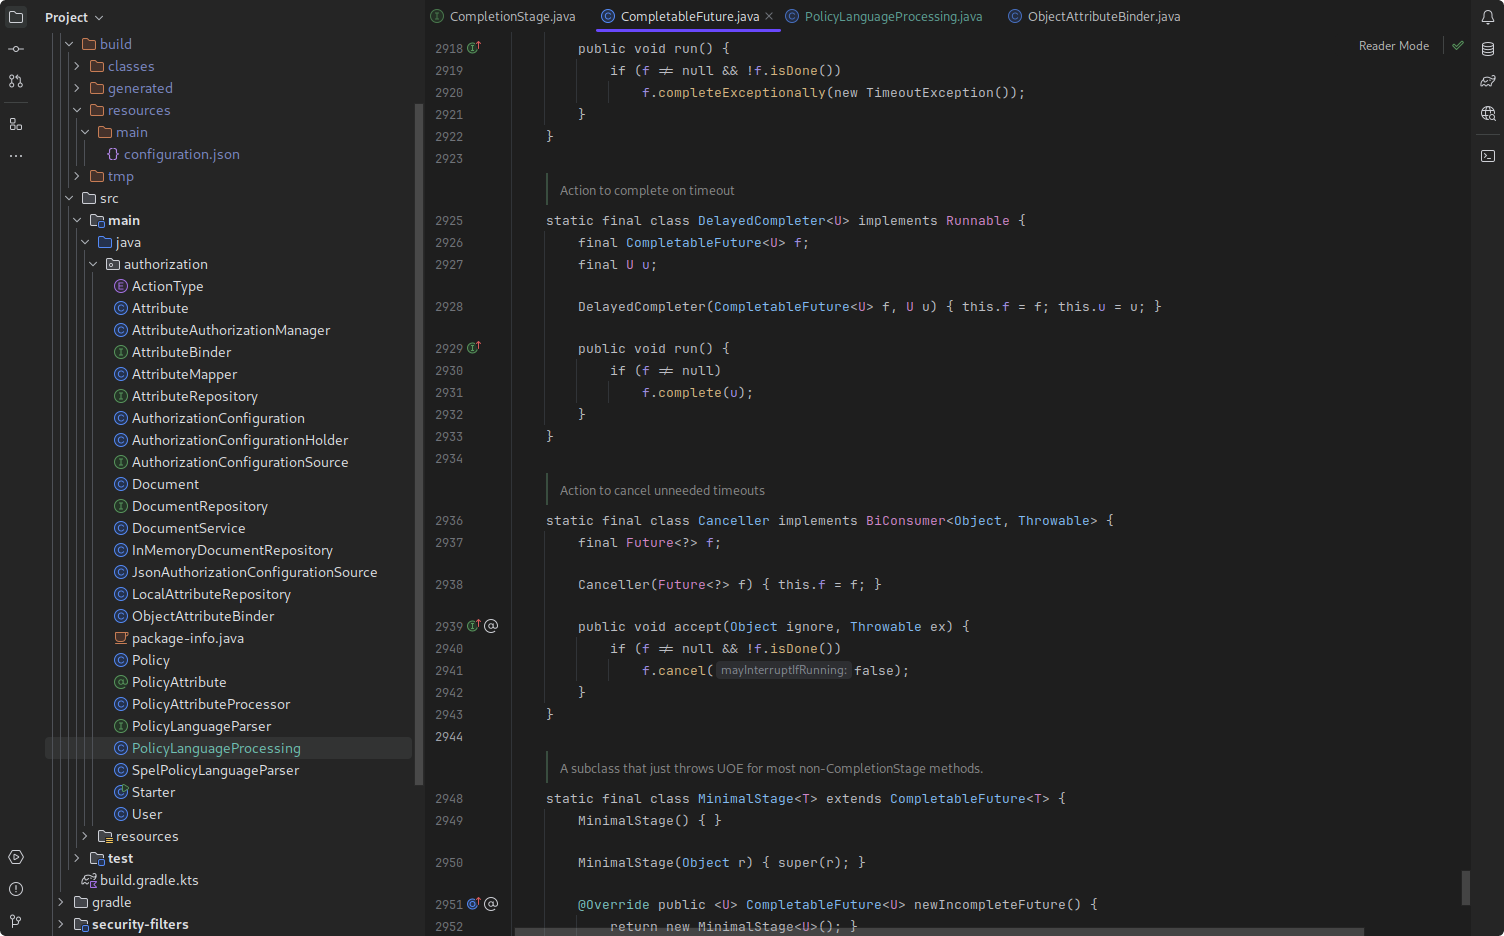 Project
build
classes
generated
resources
main
configuration.json
tmp
src
main
java
authorization
ActionType
Attribute
AttributeAuthorizationManager
AttributeBinder
AttributeMapper
AttributeRepository
AuthorizationConfiguration
AuthorizationConfigurationHolder
AuthorizationConfigurationSource
Document
DocumentRepository
DocumentService
InMemoryDocumentRepository
JsonAuthorizationConfigurationSource
LocalAttributeRepository
ObjectAttributeBinder
package-info.java
Policy
PolicyAttribute
PolicyAttributeProcessor
PolicyLanguageParser
PolicyLanguageProcessing
SpelPolicyLanguageParser
Starter
User
resources
test
build.gradle.kts
gradle
security-filters
CompletionStage.java CompletableFuture.java PolicyLanguageProcessing.java ObjectAttributeBinder.java
Reader Mode
2918 public void run() {
2919 if (f ≠ null && !f.isDone())
2920 f.completeExceptionally(new TimeoutException());
2921 }
2922 }
2923
Action to complete on timeout
2925 static final class DelayedCompleter<U> implements Runnable {
2926 final CompletableFuture<U> f;
2927 final U u;
2928 DelayedCompleter(CompletableFuture<U> f, U u) { this.f = f; this.u = u; }
2929 public void run() {
2930 if (f ≠ null)
2931 f.complete(u);
2932 }
2933 }
2934
Action to cancel unneeded timeouts
2936 static final class Canceller implements BiConsumer<Object, Throwable> {
2937 final Future<?> f;
2938 Canceller(Future<?> f) { this.f = f; }
2939 public void accept(Object ignore, Throwable ex) {
2940 if (f ≠ null && !f.isDone())
2941 f.cancel( mayInterruptIfRunning: false);
2942 }
2943 }
2944
A subclass that just throws UOE for most non-CompletionStage methods.
2948 static final class MinimalStage<T> extends CompletableFuture<T> {
2949 MinimalStage() { }
2950 MinimalStage(Object r) { super(r); }
2951 @Override public <U> CompletableFuture<U> newIncompleteFuture() {
2952 return new MinimalStage<U>(); }